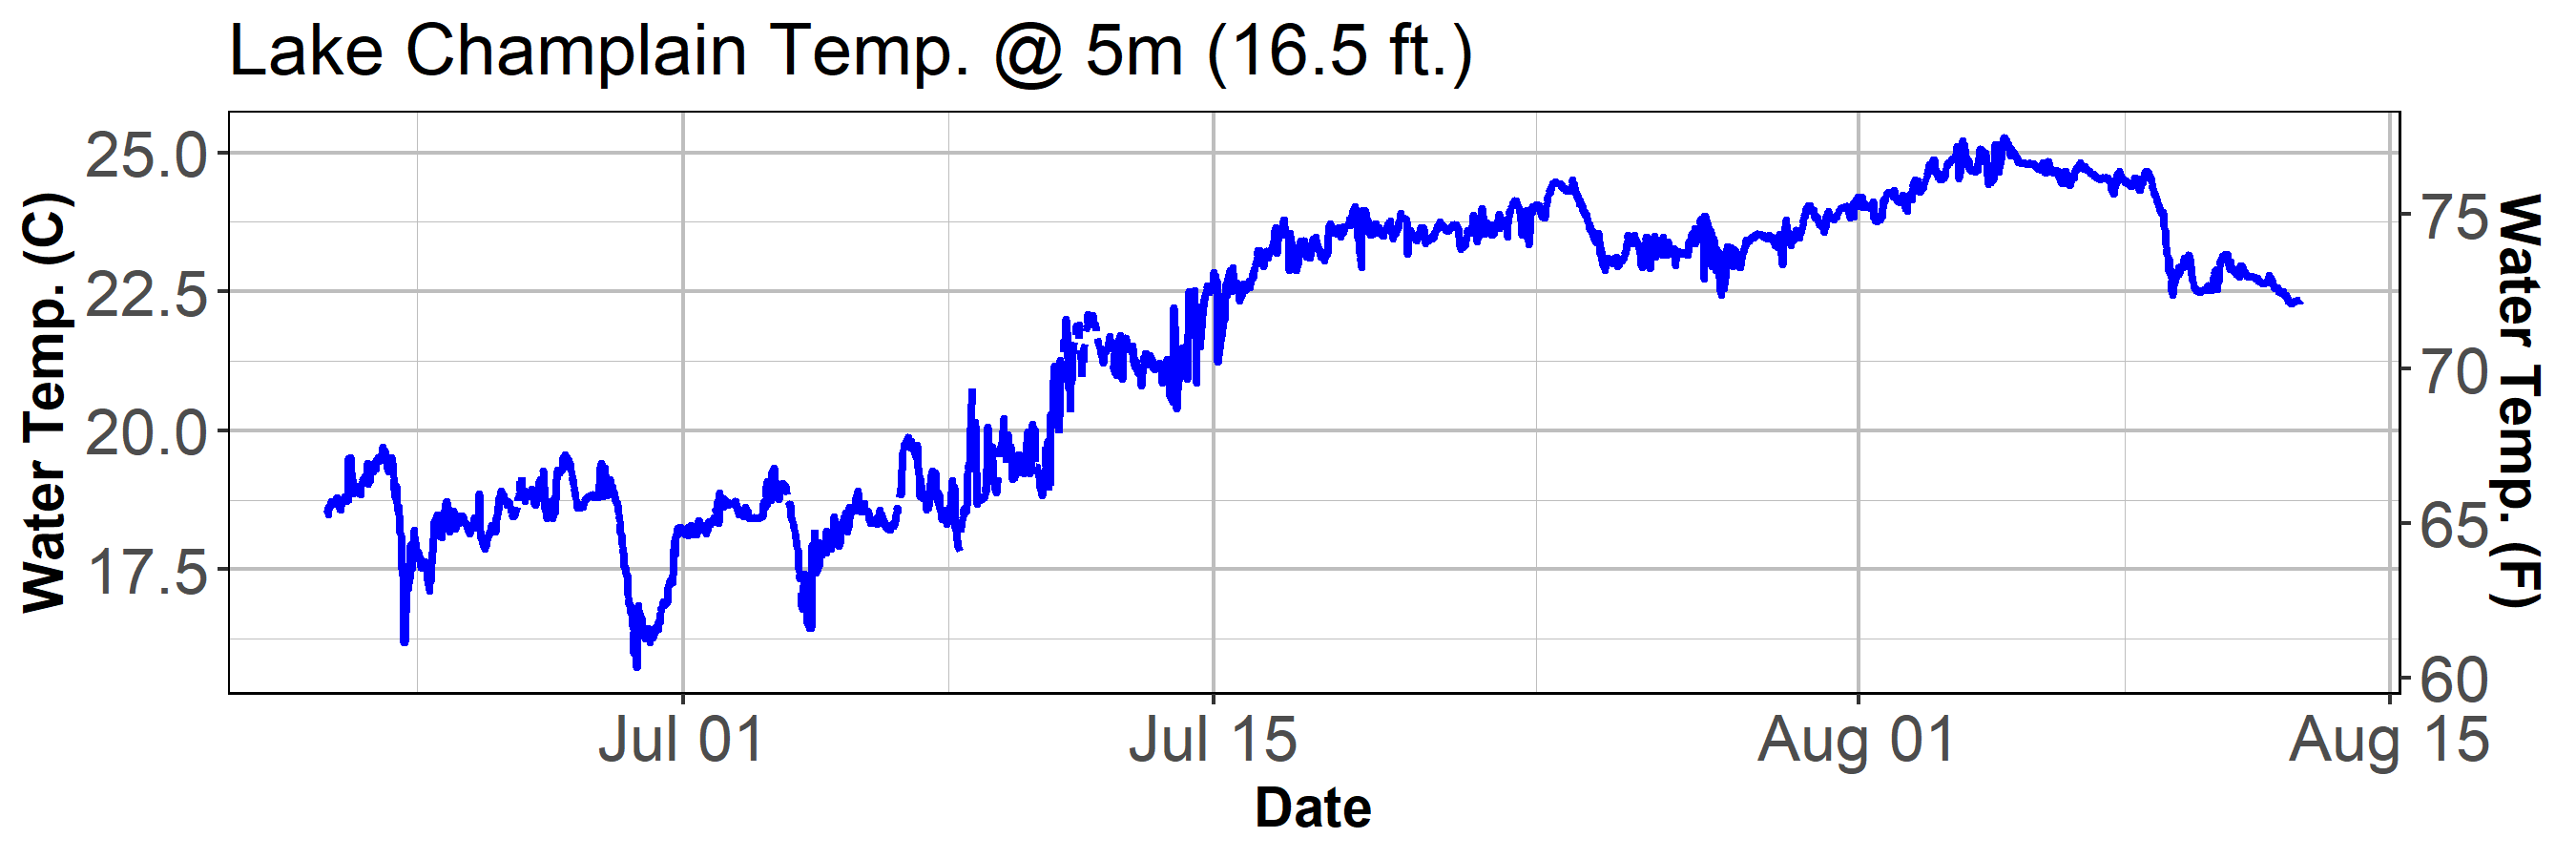 Lake Champlain Temp. @ 5m (16.5 ft.)
Water Temp. (C)
25.0
22.5
20.0
17.5
75
70
65
60
Water Temp. (F)
Jul 01
Jul 15
Aug 01
Aug 15
Date